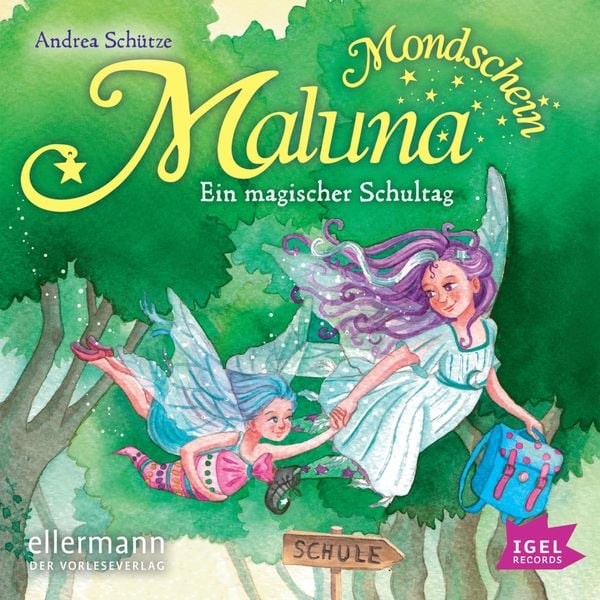 Andrea Schütze
Maluna
Mondschein
Ein magischer Schultag
SCHULE
ellermann
DER VORLESEVERLAG
IGEL
RECORDS